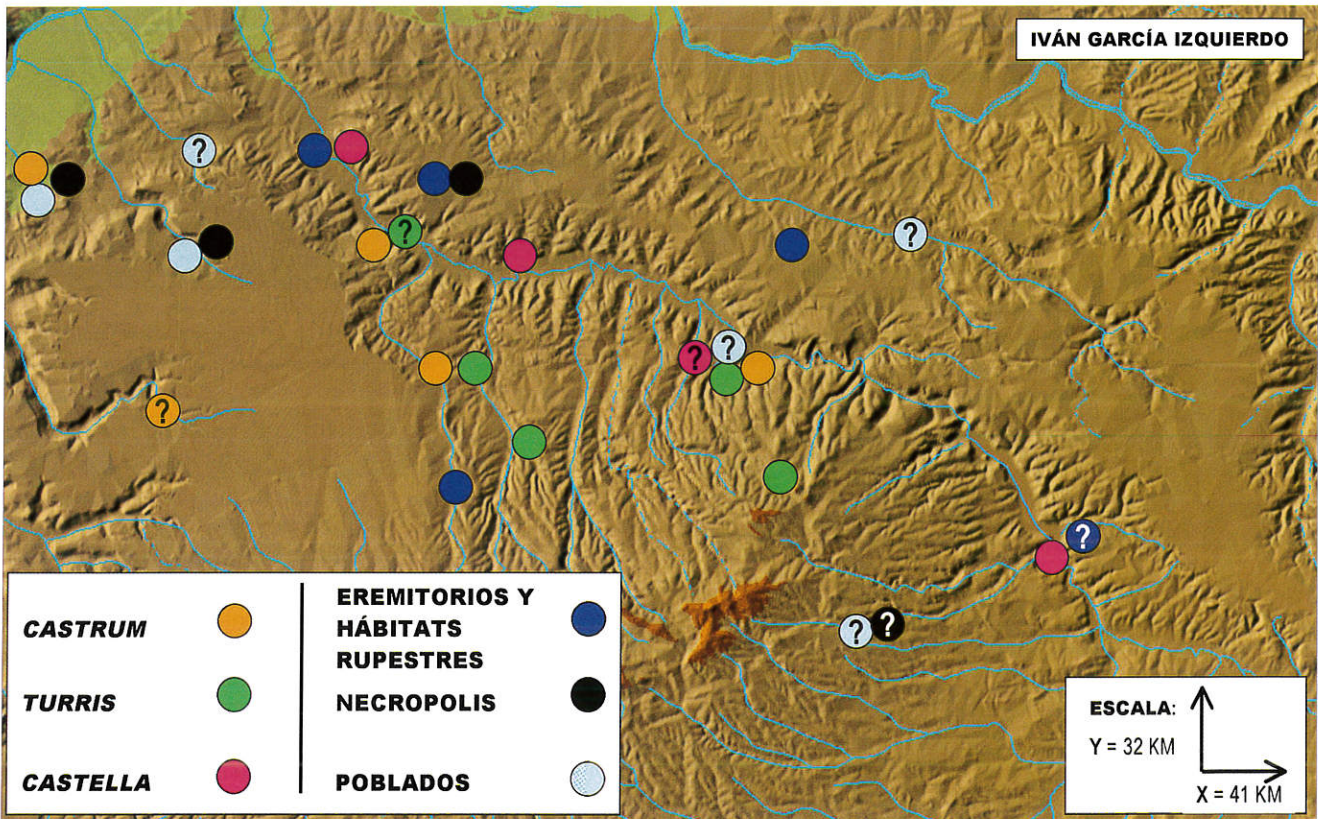 IVÁN GARCÍA IZQUIERDO
?
?
?
?
?
?
?
?
?
CASTRUM
TURRIS
CASTELLA
EREMITORIOS Y
HÁBITATS
RUPESTRES
NECROPOLIS
POBLADOS
ESCALA:
Y = 32 KM
X = 41 KM